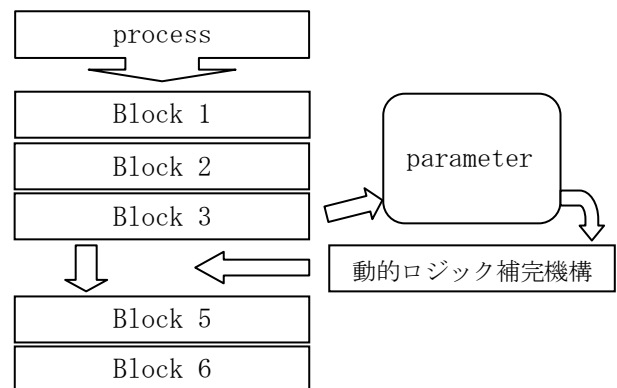 process
Block 1
Block 2
Block 3
parameter
動的ロジック補完機構
Block 5
Block 6